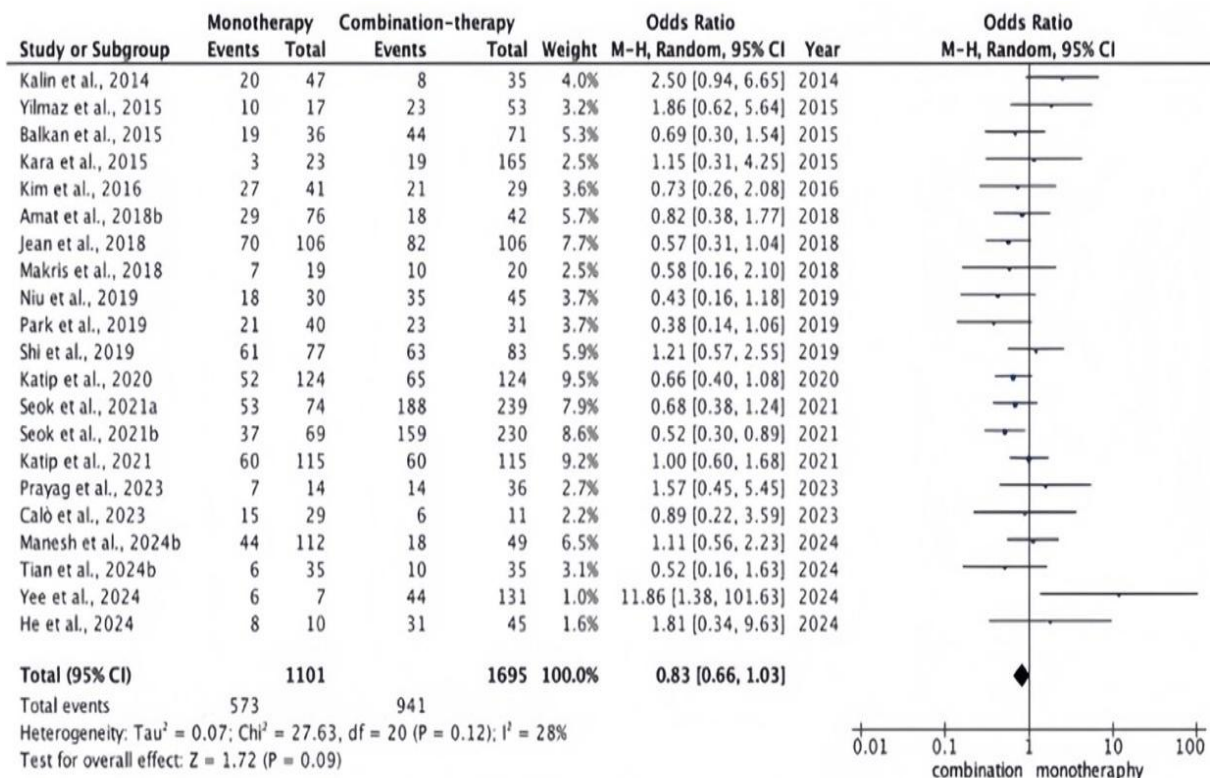 Monotherapy Combination-therapy Odds Ratio Odds Ratio
Study or Subgroup Events Total Events Total Weight M-H, Random, 95% CI Year M-H, Random, 95% CI
Kalin et al., 2014 20 47 8 35 4.0% 2.50 [0.94, 6.65] 2014
Yilmaz et al., 2015 10 17 23 53 3.2% 1.86 [0.62, 5.64] 2015
Balkan et al., 2015 19 36 44 71 5.3% 0.69 [0.30, 1.54] 2015
Kara et al., 2015 3 23 19 165 2.5% 1.15 [0.31, 4.25] 2015
Kim et al., 2016 27 41 21 29 3.6% 0.73 [0.26, 2.08] 2016
Amat et al., 2018b 29 76 18 42 5.7% 0.82 [0.38, 1.77] 2018
Jean et al., 2018 70 106 82 106 7.7% 0.57 [0.31, 1.04] 2018
Makris et al., 2018 7 19 10 20 2.5% 0.58 [0.16, 2.10] 2018
Niu et al., 2019 18 30 35 45 3.7% 0.43 [0.16, 1.18] 2019
Park et al., 2019 21 40 23 31 3.7% 0.38 [0.14, 1.06] 2019
Shi et al., 2019 61 77 63 83 5.9% 1.21 [0.57, 2.55] 2019
Katip et al., 2020 52 124 65 124 9.5% 0.66 [0.40, 1.08] 2020
Seok et al., 2021a 53 74 188 239 7.9% 0.68 [0.38, 1.24] 2021
Seok et al., 2021b 37 69 159 230 8.6% 0.52 [0.30, 0.89] 2021
Katip et al., 2021 60 115 60 115 9.2% 1.00 [0.60, 1.68] 2021
Prayag et al., 2023 7 14 14 36 2.7% 1.57 [0.45, 5.45] 2023
Calò et al., 2023 15 29 6 11 2.2% 0.89 [0.22, 3.59] 2023
Manesh et al., 2024b 44 112 18 49 6.5% 1.11 [0.56, 2.23] 2024
Tian et al., 2024b 6 35 10 35 3.1% 0.52 [0.16, 1.63] 2024
Yee et al., 2024 6 7 44 131 1.0% 11.86 [1.38, 101.63] 2024
He et al., 2024 8 10 31 45 1.6% 1.81 [0.34, 9.63] 2024
Total (95% CI) 1101 1695 100.0% 0.83 [0.66, 1.03]
Total events 573 941
Heterogeneity: Tau² = 0.07; Chi² = 27.63, df = 20 (P = 0.12); I² = 28%
Test for overall effect: Z = 1.72 (P = 0.09)
0.01 0.1 1 10 100
combination monotheraphy